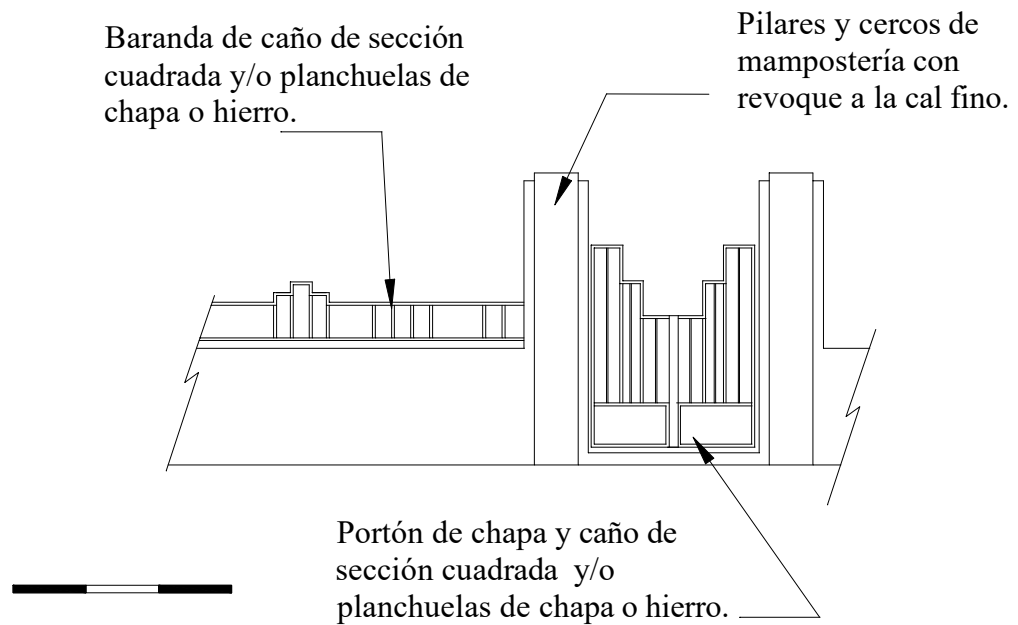 Baranda de caño de sección
cuadrada y/o planchuelas de
chapa o hierro.
Pilares y cercos de
mampostería con
revoque a la cal fino.
Portón de chapa y caño de
sección cuadrada y/o
planchuelas de chapa o hierro.